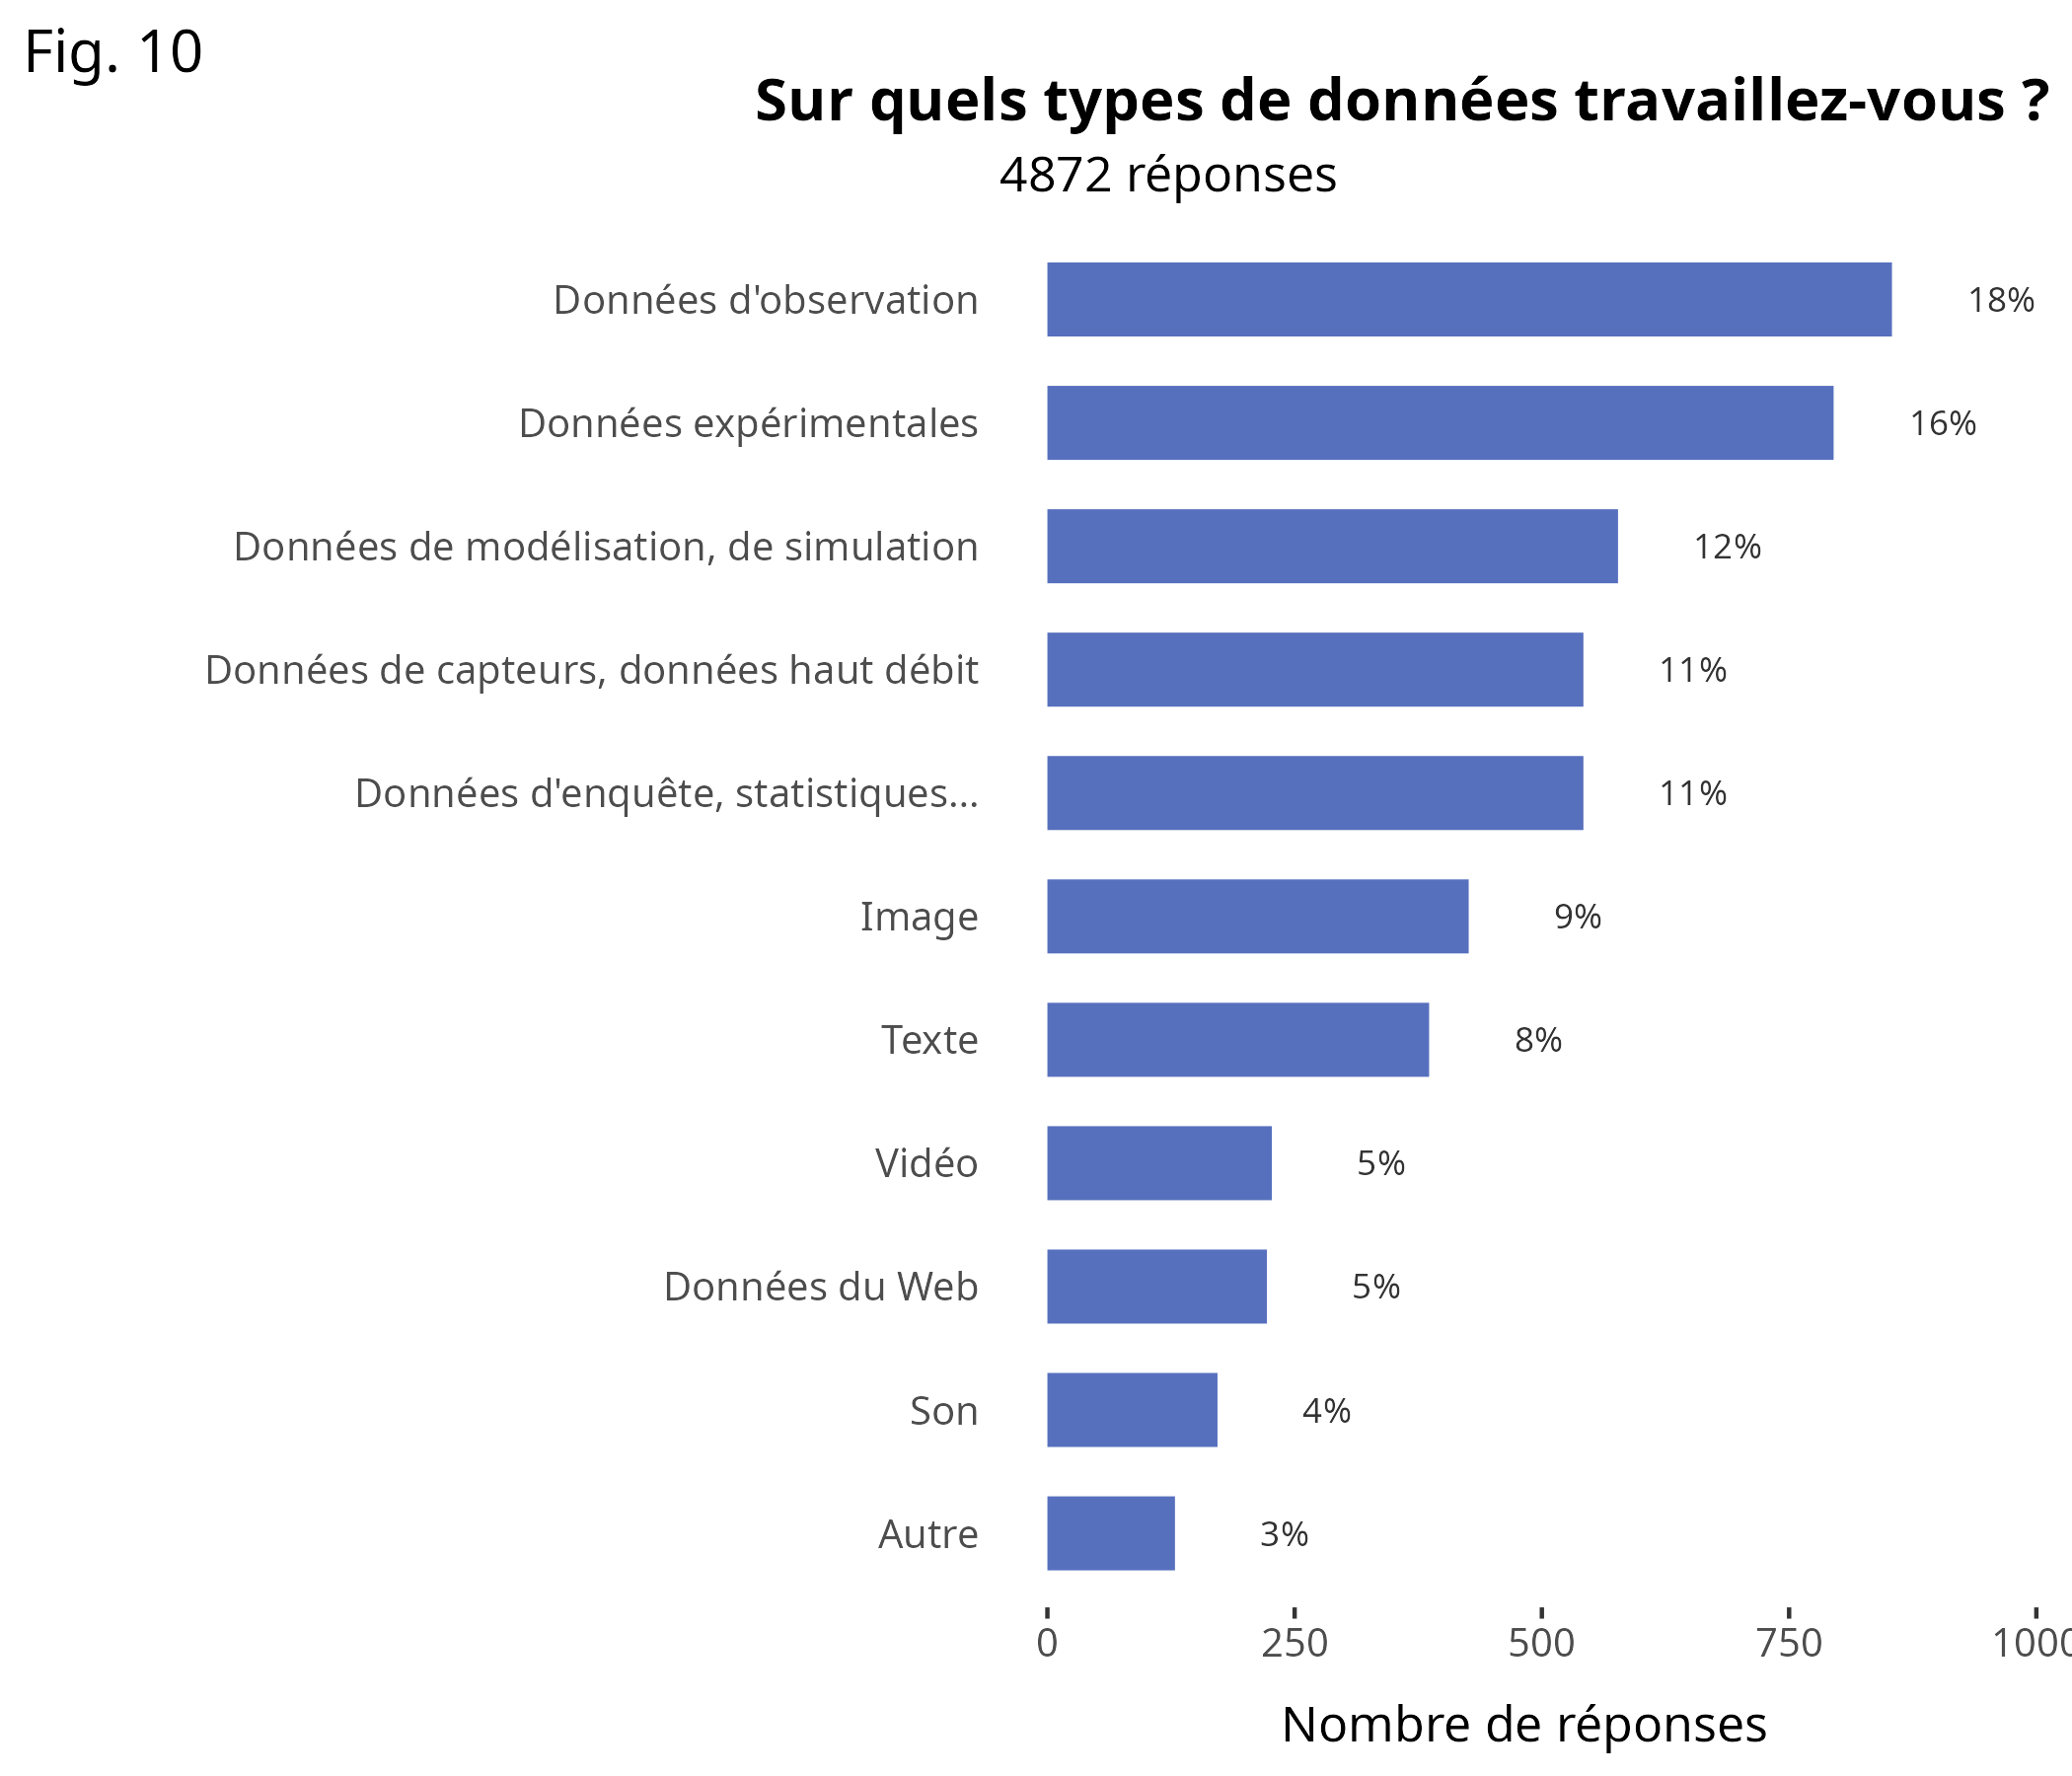 Fig. 10
Sur quels types de données travaillez-vous ?
4872 réponses
Données d'observation 18%
Données expérimentales 16%
Données de modélisation, de simulation 12%
Données de capteurs, données haut débit 11%
Données d'enquête, statistiques... 11%
Image 9%
Texte 8%
Vidéo 5%
Données du Web 5%
Son 4%
Autre 3%
0 250 500 750 1000
Nombre de réponses